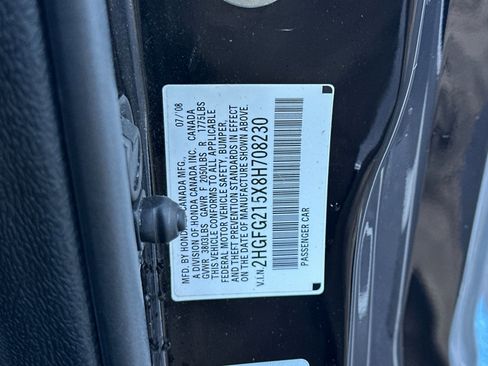 07/'08
MFD. BY HONDA OF CANADA MFG., CANADA
A DIVISION OF HONDA CANADA INC.
GVWR 3803LBS GAWR F 2050LBS R 1775LBS
THIS VEHICLE CONFORMS TO ALL APPLICABLE
FEDERAL MOTOR VEHICLE SAFETY, BUMPER,
AND THEFT PREVENTION STANDARDS IN EFFECT
ON THE DATE OF MANUFACTURE SHOWN ABOVE.
V.I.N. 2HGFG215X8H708230
PASSENGER CAR